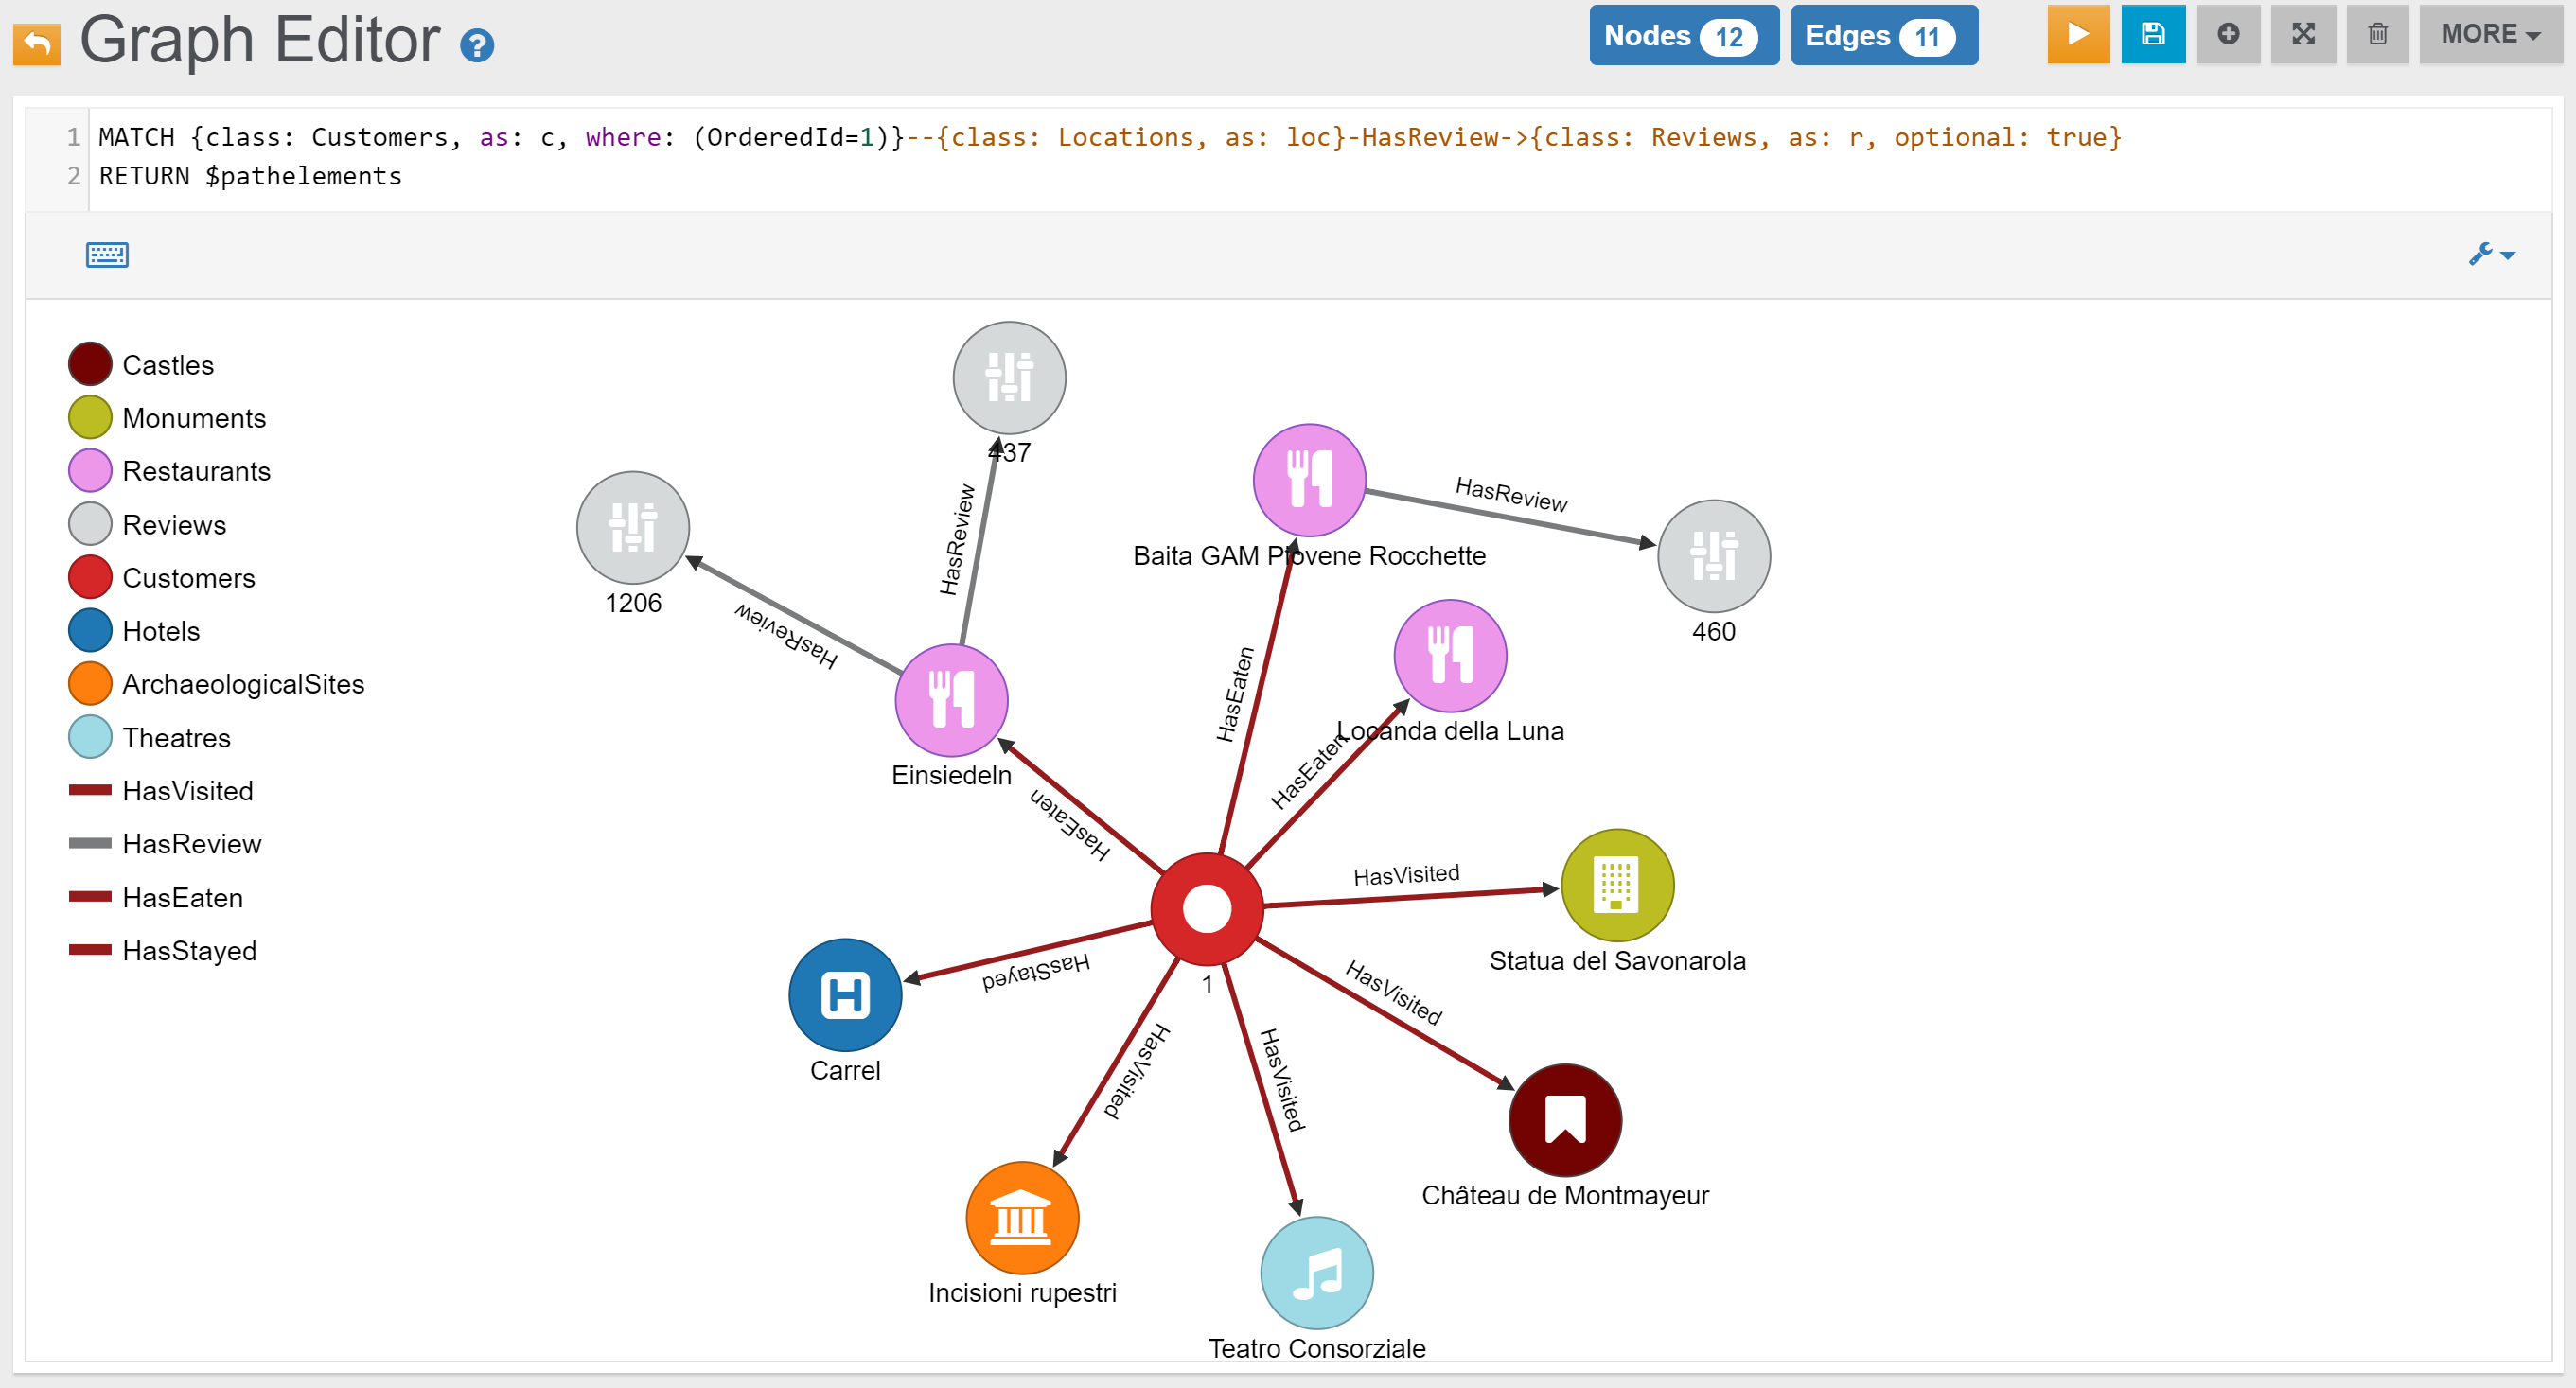 Graph Editor ?
Nodes 12
Edges 11
MORE
1 MATCH {class: Customers, as: c, where: (OrderedId=1)}--{class: Locations, as: loc}-HasReview->{class: Reviews, as: r, optional: true}
2 RETURN $pathelements
Castles
Monuments
Restaurants
Reviews
Customers
Hotels
ArchaeologicalSites
Theatres
HasVisited
HasReview
HasEaten
HasStayed
437
HasReview
1206
HasReview
Einsiedeln
HasEaten
Baita GAM Piovene Rocchette
HasReview
460
HasEaten
Locanda della Luna
HasEaten
HasVisited
Statua del Savonarola
1
HasStayed
H
Carrel
HasVisited
Château de Montmayeur
HasVisited
Incisioni rupestri
HasVisited
Teatro Consorziale